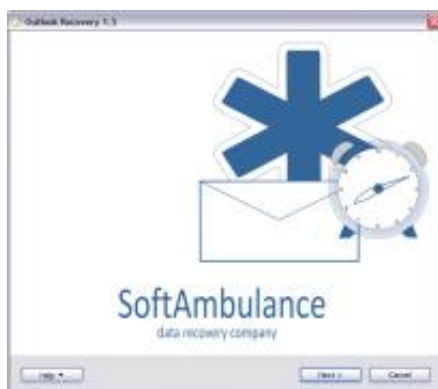 Outlook Recovery 1.5
SoftAmbulance
data recovery company
Help
Next >
Cancel